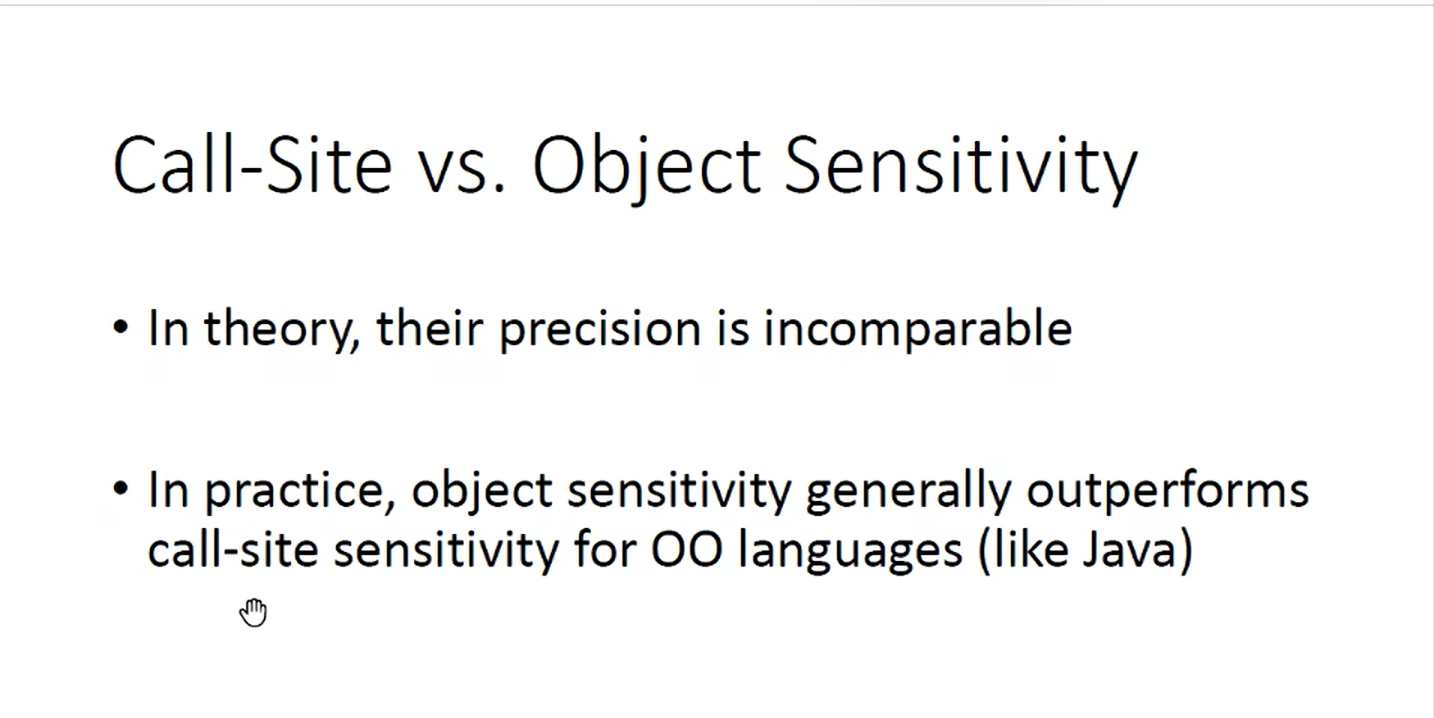 Call-Site vs. Object Sensitivity
• In theory, their precision is incomparable
• In practice, object sensitivity generally outperforms
call-site sensitivity for OO languages (like Java)